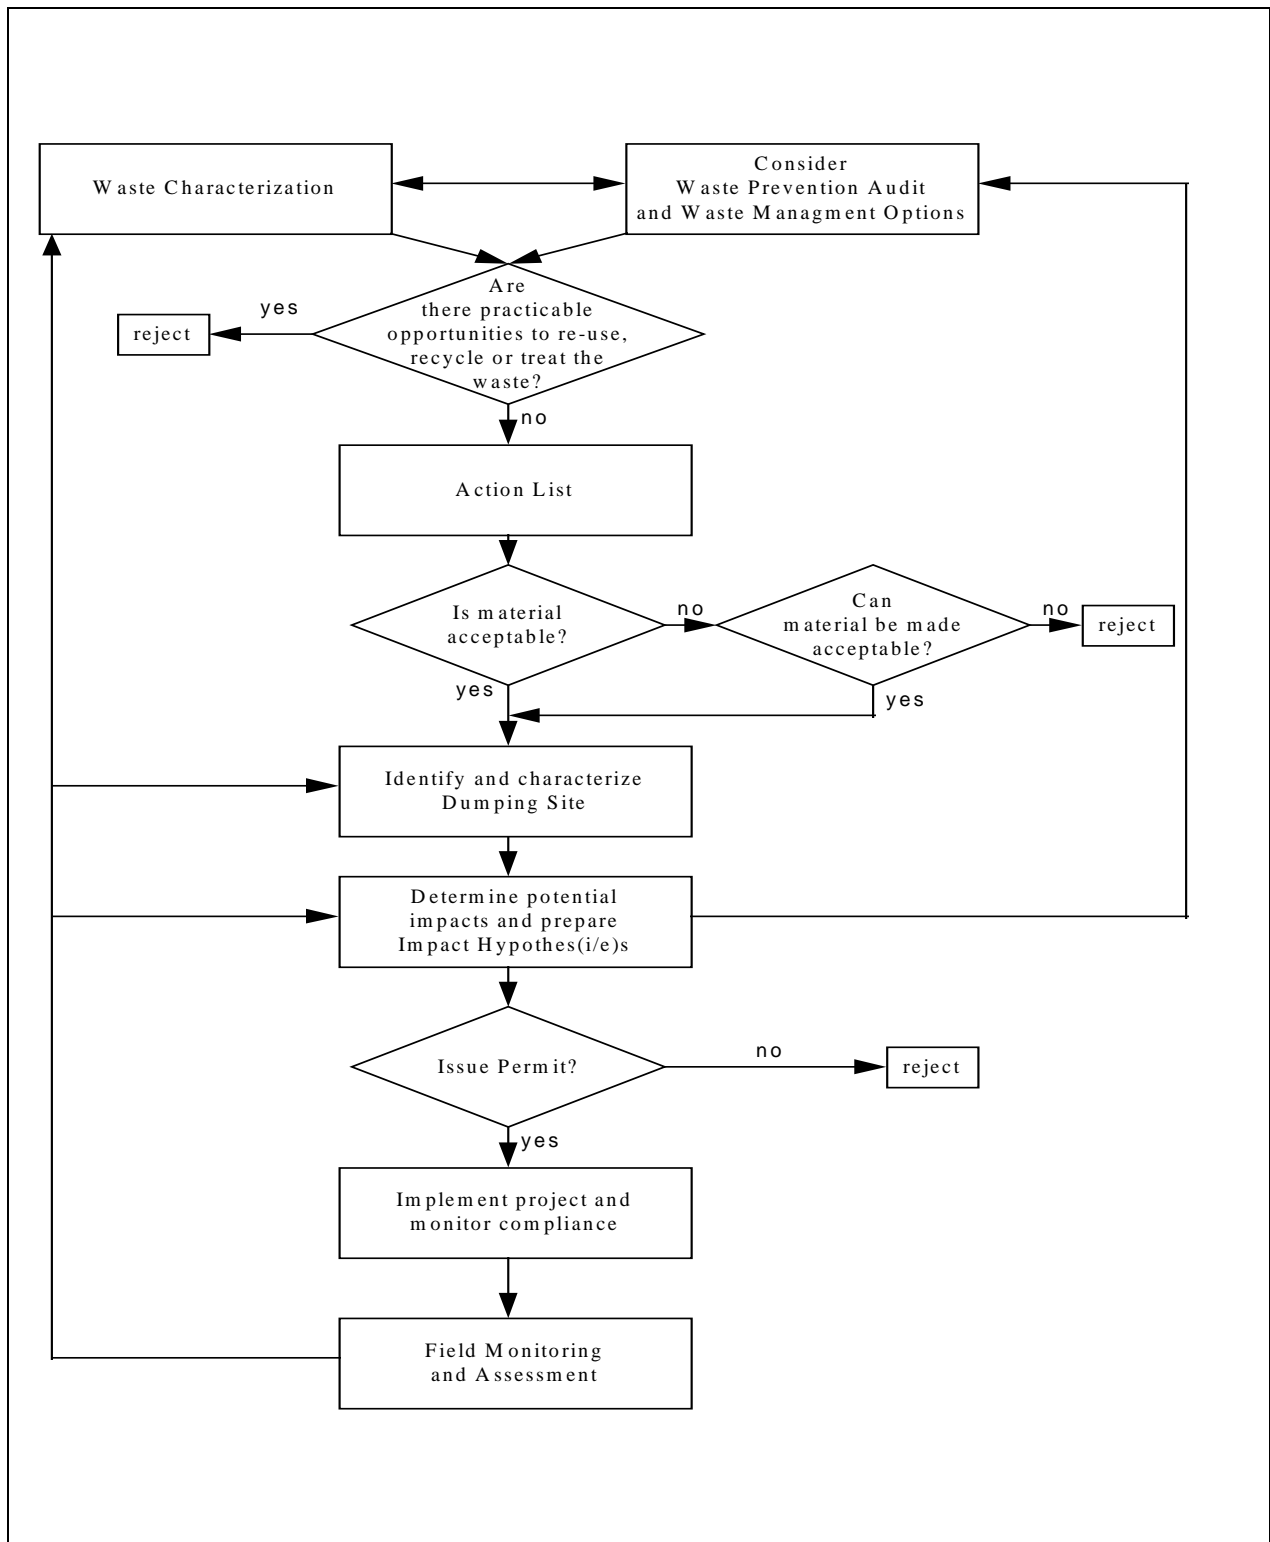 Waste Characterization
Consider
Waste Prevention Audit
and Waste Managment Options
Are
there practicable
opportunities to re-use,
recycle or treat the
waste?
yes
reject
no
Action List
Is material
acceptable?
no
Can
material be made
acceptable?
no
reject
yes
yes
Identify and characterize
Dumping Site
Determine potential
impacts and prepare
Impact Hypothes(i/e)s
Issue Permit?
no
reject
yes
Implement project and
monitor compliance
Field Monitoring
and Assessment